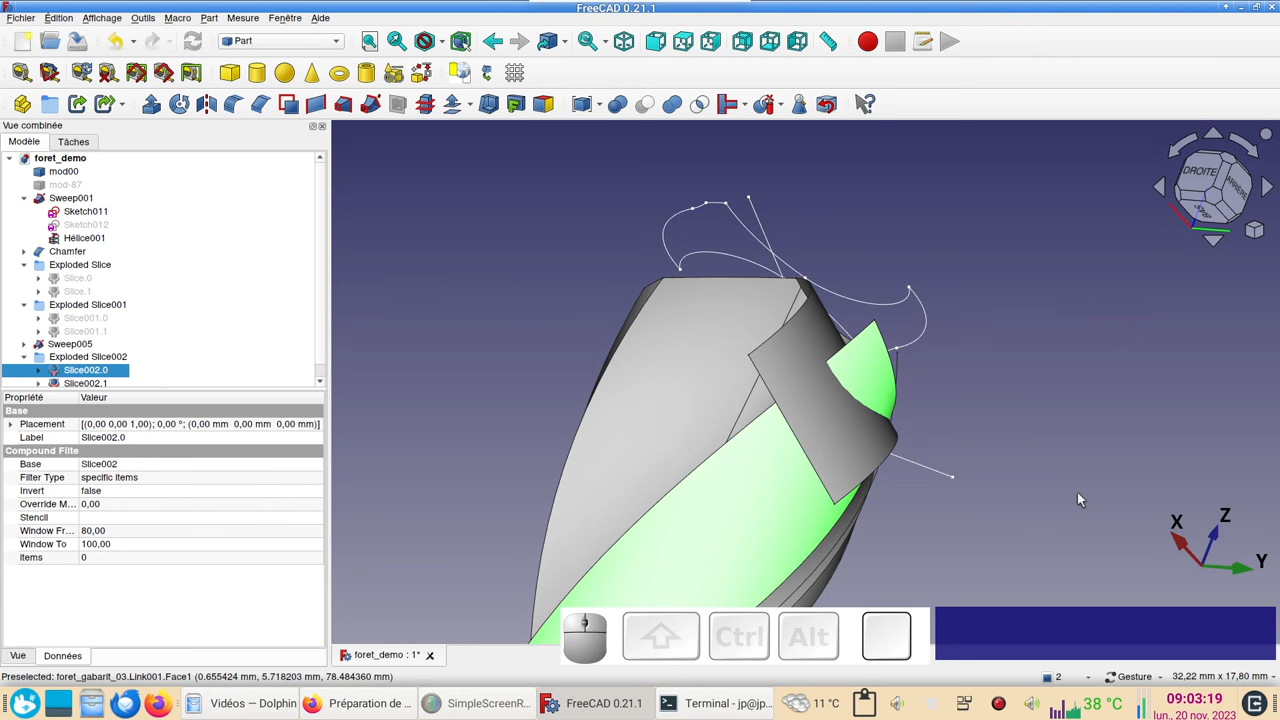 FreeCAD 0.21.1
Fichier Édition Affichage Outils Macro Part Mesure Fenêtre Aide
Part
Vue combinée
Modèle Tâches
foret_demo
mod00
mod-87
Sweep001
Sketch011
Sketch012
Hélice001
Chamfer
Exploded Slice
Slice.0
Slice.1
Exploded Slice001
Slice001.0
Slice001.1
Sweep005
Exploded Slice002
Slice002.0
Slice002.1
Propriété Valeur
Base
Placement [(0,00 0,00 1,00); 0,00 °; (0,00 mm 0,00 mm 0,00 mm)]
Label Slice002.0
Compound Filte
Base Slice002
Filter Type specific items
Invert false
Override M... 0,00
Stencil
Window Fr... 80,00
Window To 100,00
items 0
Vue Données
DROITE
X Z Y
Ctrl Alt
foret_demo : 1*
Preselected: foret_gabarit_03.Link001.Face1 (0.655424 mm, 5.718203 mm, 78.484360 mm)
2 Gesture 32,22 mm x 17,80 mm
Vidéos — Dolphin
Préparation de ...
SimpleScreenR...
FreeCAD 0.21.1
Terminal - jp@jp...
11 °C
38 °C
09:03:19
lun., 20 nov. 2023